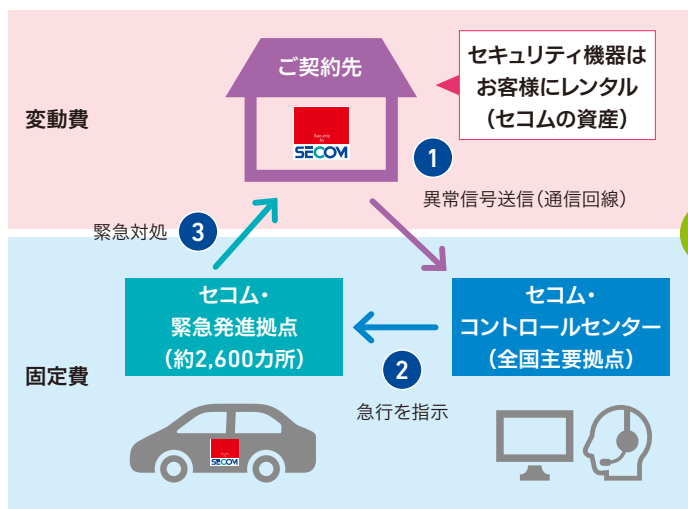 ご契約先
セキュリティ機器は
お客様にレンタル
(セコムの資産)
変動費
Security
by
SECOM
1
異常信号送信(通信回線)
緊急対処
3
セコム・
緊急発進拠点
(約2,600カ所)
セコム・
コントロールセンター
(全国主要拠点)
固定費
2
急行を指示
SECOM